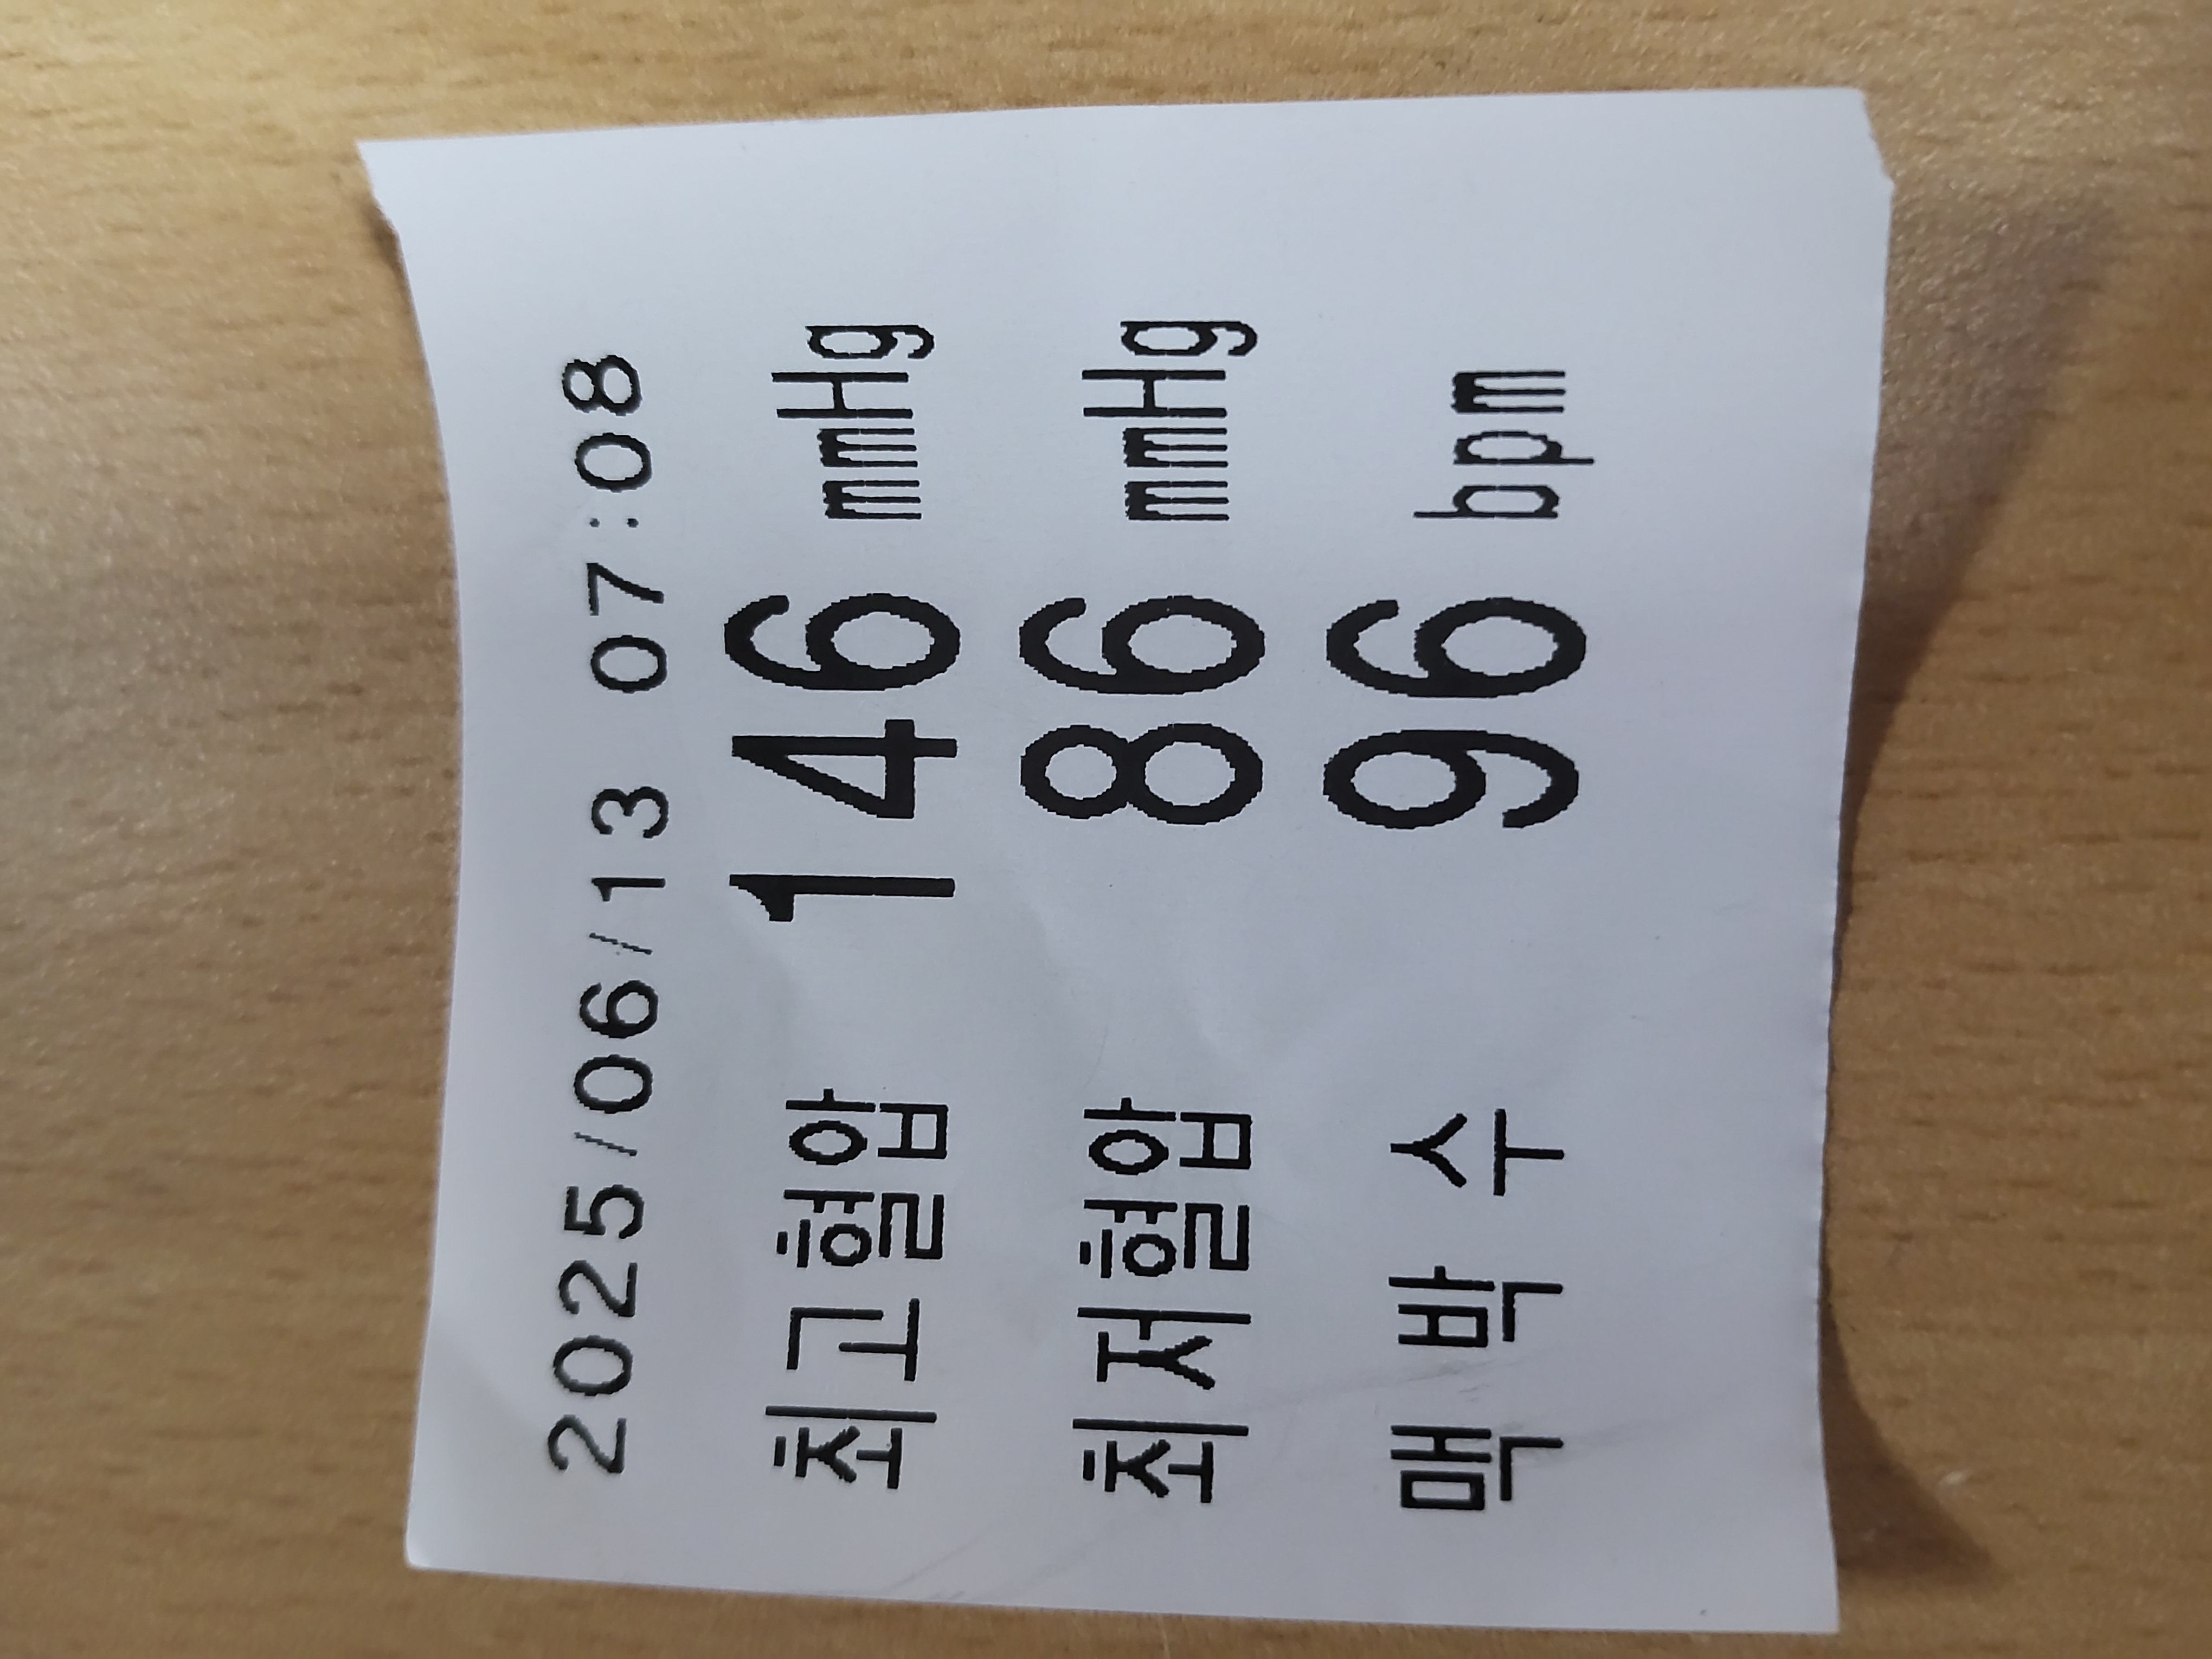 2025/06/13 07:08
최고혈압 146 mmHg
최저혈압 86 mmHg
맥 박 수 96 bpm